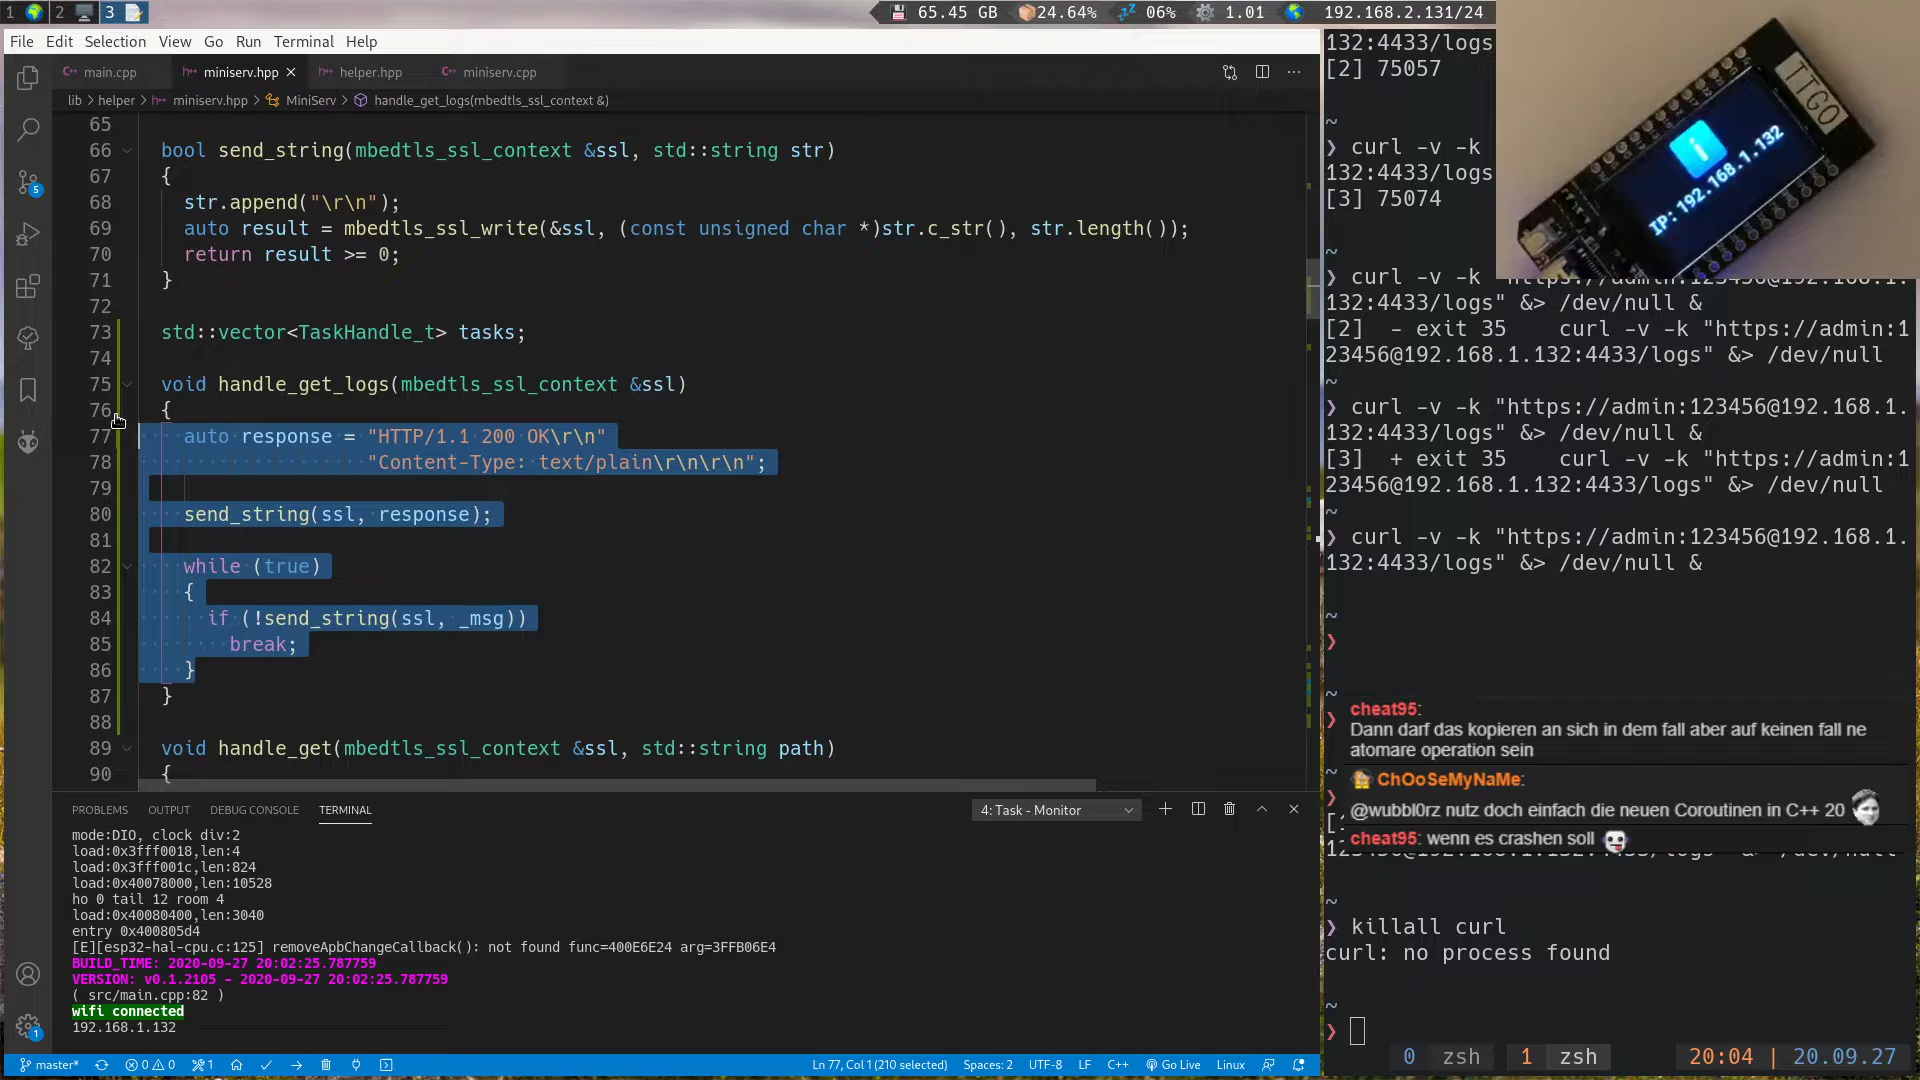 1 2 3 65.45 GB 24.64% 06% 1.01 192.168.2.131/24
File Edit Selection View Go Run Terminal Help
main.cpp miniserv.hpp helper.hpp miniserv.cpp
lib > helper > miniserv.hpp > MiniServ > handle_get_logs(mbedtls_ssl_context &)
65
66 bool send_string(mbedtls_ssl_context &ssl, std::string str)
67 {
68 str.append("\r\n");
69 auto result = mbedtls_ssl_write(&ssl, (const unsigned char *)str.c_str(), str.length());
70 return result >= 0;
71 }
72
73 std::vector<TaskHandle_t> tasks;
74
75 void handle_get_logs(mbedtls_ssl_context &ssl)
76 {
77 auto response = "HTTP/1.1 200 OK\r\n"
78 "Content-Type: text/plain\r\n\r\n";
79
80 send_string(ssl, response);
81
82 while (true)
83 {
84 if (!send_string(ssl, _msg))
85 break;
86 }
87 }
88
89 void handle_get(mbedtls_ssl_context &ssl, std::string path)
90 {
5
1
PROBLEMS OUTPUT DEBUG CONSOLE TERMINAL 4: Task - Monitor
mode:DIO, clock div:2
load:0x3fff0018,len:4
load:0x3fff001c,len:824
load:0x40078000,len:10528
ho 0 tail 12 room 4
load:0x40080400,len:3040
entry 0x400805d4
[E][esp32-hal-cpu.c:125] removeApbChangeCallback(): not found func=400E6E24 arg=3FFB06E4
BUILD_TIME: 2020-09-27 20:02:25.787759
VERSION: v0.1.2105 - 2020-09-27 20:02:25.787759
( src/main.cpp:82 )
wifi connected
192.168.1.132
master* 0 0 1 Ln 77, Col 1 (210 selected) Spaces: 2 UTF-8 LF C++ Go Live Linux
132:4433/logs
[2] 75057
~
❯ curl -v -k
132:4433/logs
[3] 75074
~
❯ curl -v -k "https://admin:123456@192.168.1.
132:4433/logs" &> /dev/null &
[2] - exit 35 curl -v -k "https://admin:1
23456@192.168.1.132:4433/logs" &> /dev/null
~
❯ curl -v -k "https://admin:123456@192.168.1.
132:4433/logs" &> /dev/null &
[3] + exit 35 curl -v -k "https://admin:1
23456@192.168.1.132:4433/logs" &> /dev/null
~
❯ curl -v -k "https://admin:123456@192.168.1.
132:4433/logs" &> /dev/null &
~
❯
~
❯
cheat95:
Dann darf das kopieren an sich in dem fall aber auf keinen fall ne
atomare operation sein
~
ChOoSeMyNaMe:
@wubbl0rz nutz doch einfach die neuen Coroutinen in C++ 20
cheat95: wenn es crashen soll
~
❯ killall curl
curl: no process found
~
❯
0 zsh 1 zsh 20:04 | 20.09.27
TTGO
i
IP:192.168.1.132